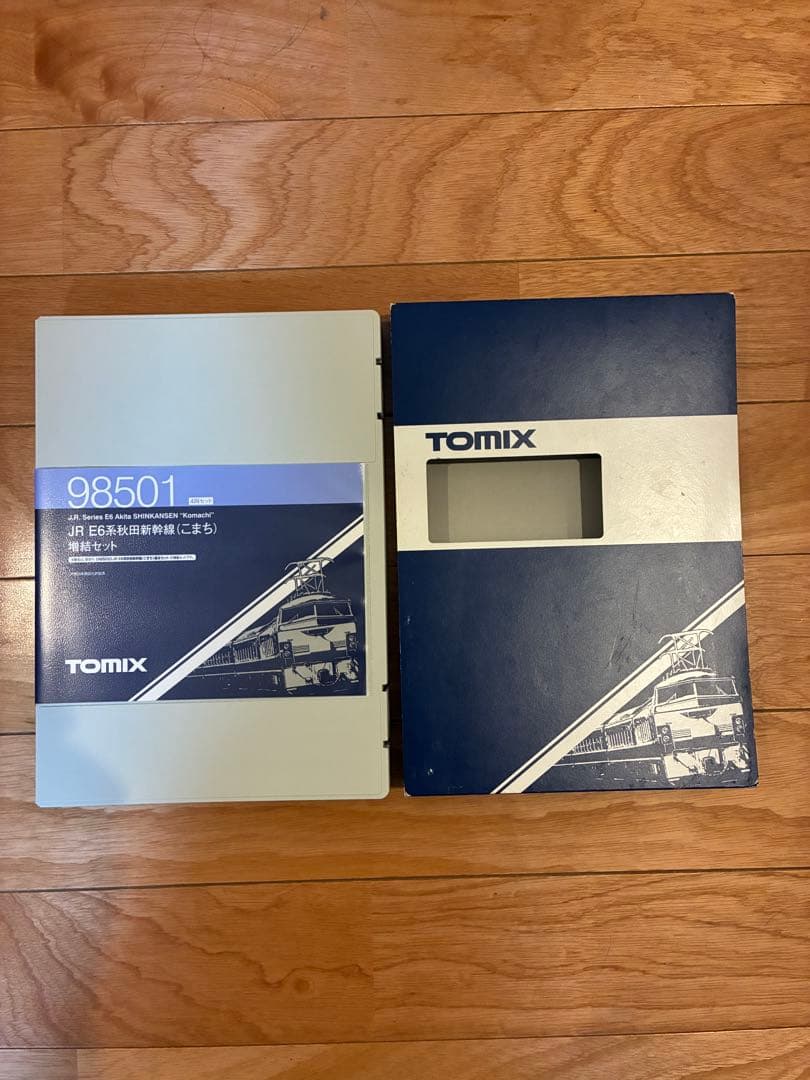 98501
4両セット
J.R. Series E6 Akita SHINKANSEN "Komachi"
JR E6系秋田新幹線(こまち)
増結セット
TOMIX
TOMIX